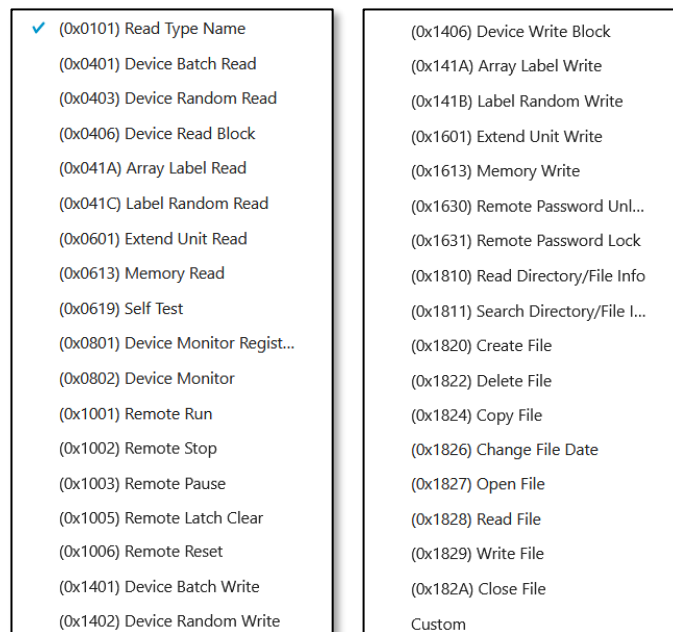 (0x0101) Read Type Name
(0x0401) Device Batch Read
(0x0403) Device Random Read
(0x0406) Device Read Block
(0x041A) Array Label Read
(0x041C) Label Random Read
(0x0601) Extend Unit Read
(0x0613) Memory Read
(0x0619) Self Test
(0x0801) Device Monitor Regist...
(0x0802) Device Monitor
(0x1001) Remote Run
(0x1002) Remote Stop
(0x1003) Remote Pause
(0x1005) Remote Latch Clear
(0x1006) Remote Reset
(0x1401) Device Batch Write
(0x1402) Device Random Write
(0x1406) Device Write Block
(0x141A) Array Label Write
(0x141B) Label Random Write
(0x1601) Extend Unit Write
(0x1613) Memory Write
(0x1630) Remote Password Unl...
(0x1631) Remote Password Lock
(0x1810) Read Directory/File Info
(0x1811) Search Directory/File I...
(0x1820) Create File
(0x1822) Delete File
(0x1824) Copy File
(0x1826) Change File Date
(0x1827) Open File
(0x1828) Read File
(0x1829) Write File
(0x182A) Close File
Custom